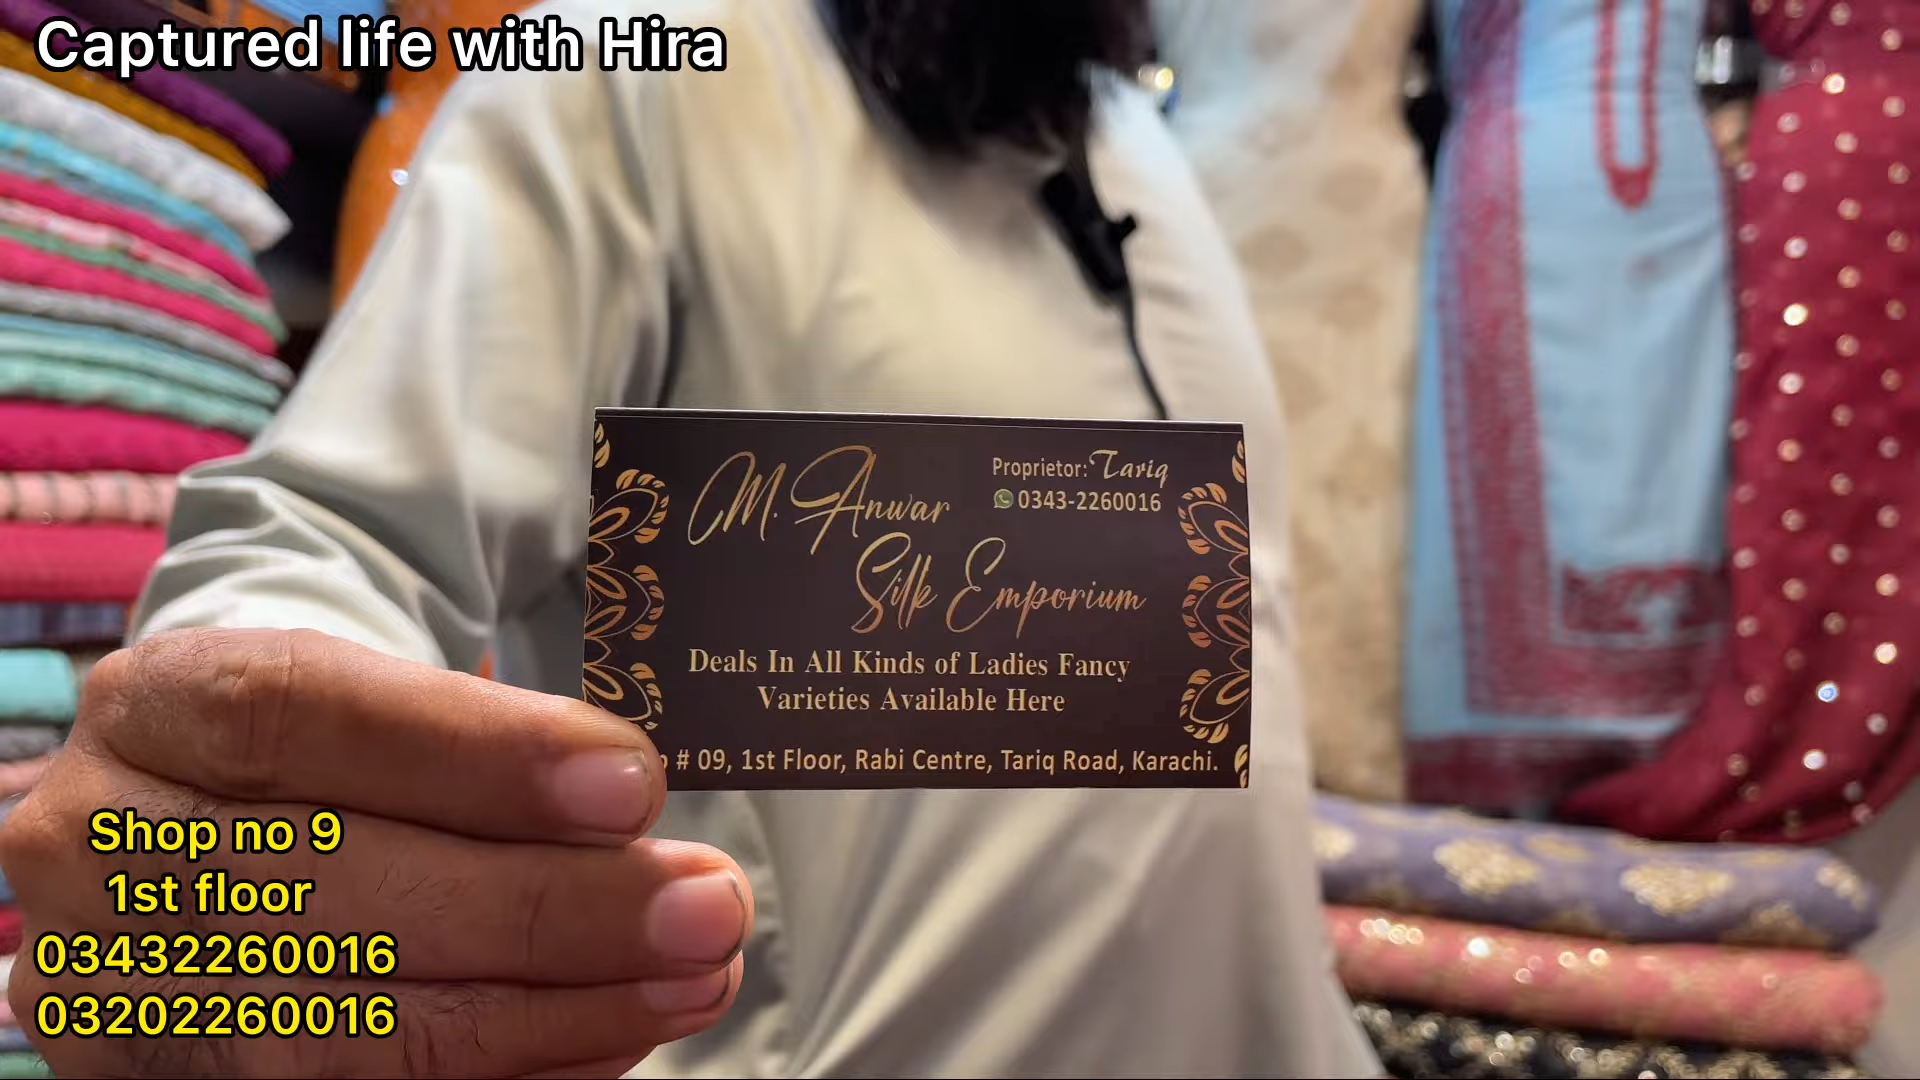 Captured life with Hira
M. Anwar
Silk Emporium
Proprietor: Tariq
0343-2260016
Deals In All Kinds of Ladies Fancy
Varieties Available Here
# 09, 1st Floor, Rabi Centre, Tariq Road, Karachi.
Shop no 9
1st floor
03432260016
03202260016